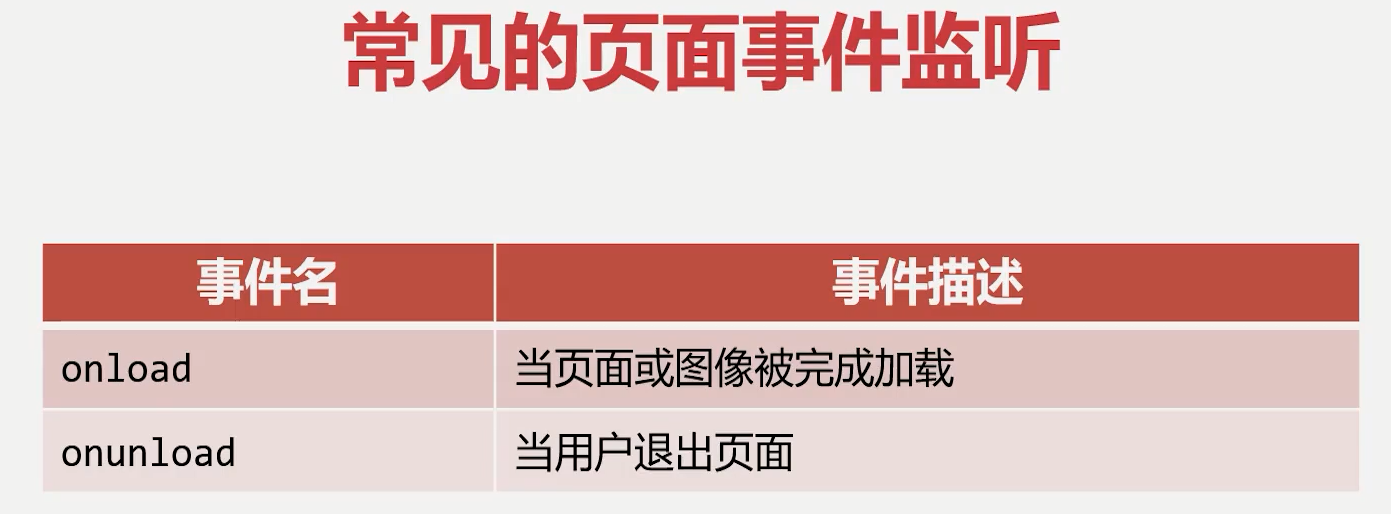 常见的页面事件监听
事件名 事件描述
onload 当页面或图像被完成加载
onunload 当用户退出页面